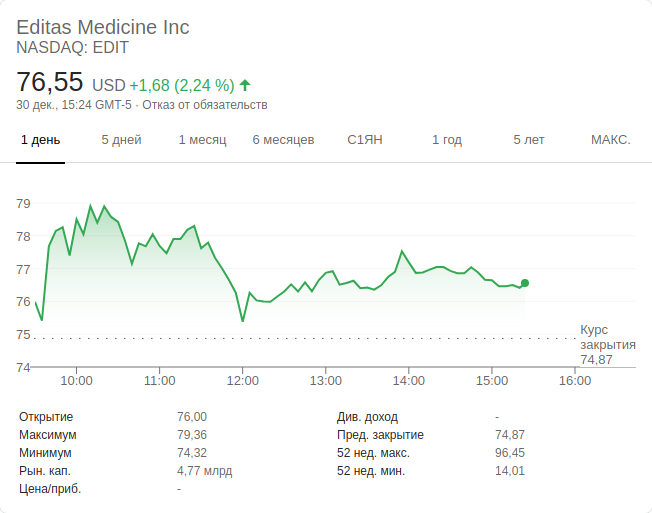 Editas Medicine Inc
NASDAQ: EDIT
76,55 USD +1,68 (2,24 %)
30 дек., 15:24 GMT-5 · Отказ от обязательств
1 день 5 дней 1 месяц 6 месяцев С1ЯН 1 год 5 лет МАКС.
79
78
77
76
75
74
Курс
закрытия
74,87
10:00 11:00 12:00 13:00 14:00 15:00 16:00
Открытие 76,00 Див. доход -
Максимум 79,36 Пред. закрытие 74,87
Минимум 74,32 52 нед. макс. 96,45
Рын. кап. 4,77 млрд 52 нед. мин. 14,01
Цена/приб. -